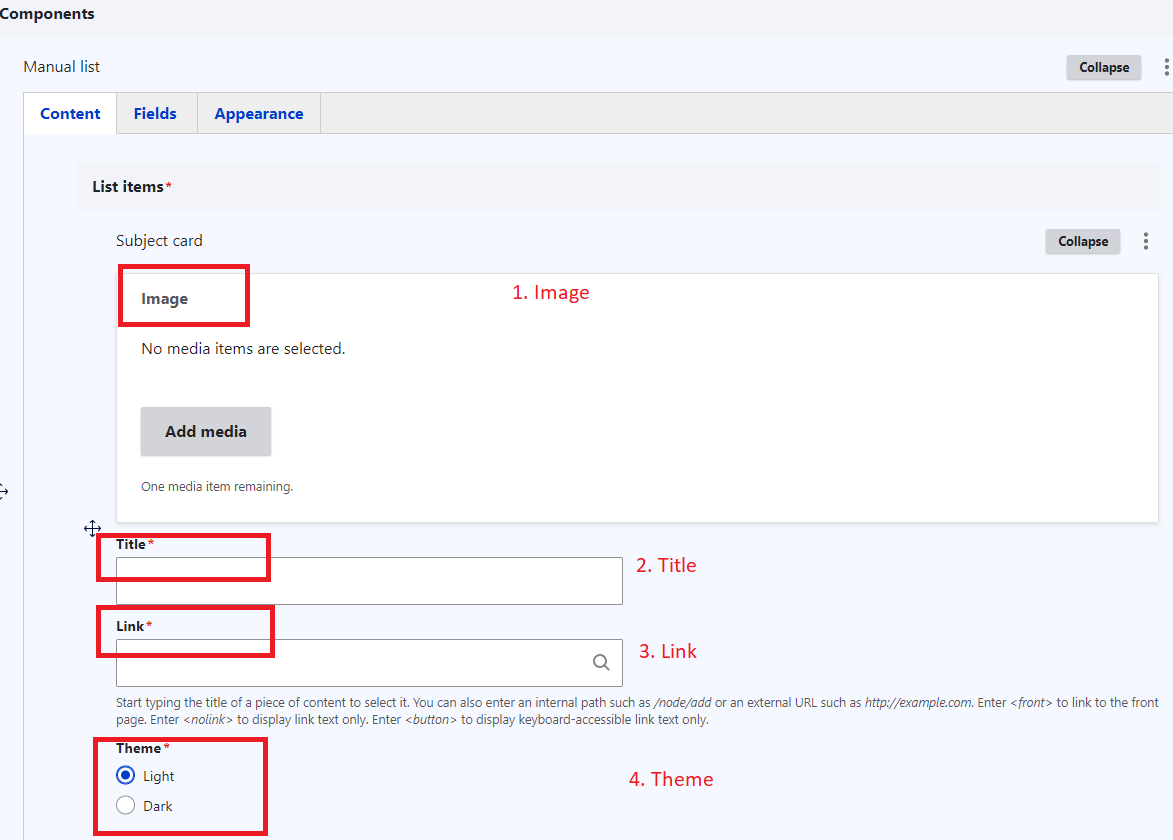 Components
Manual list
Collapse
Content Fields Appearance
List items*
Subject card
Collapse
Image
1. Image
No media items are selected.
Add media
One media item remaining.
Title*
2. Title
Link*
3. Link
Start typing the title of a piece of content to select it. You can also enter an internal path such as /node/add or an external URL such as http://example.com. Enter <front> to link to the front
page. Enter <nolink> to display link text only. Enter <button> to display keyboard-accessible link text only.
Theme*
Light
4. Theme
Dark